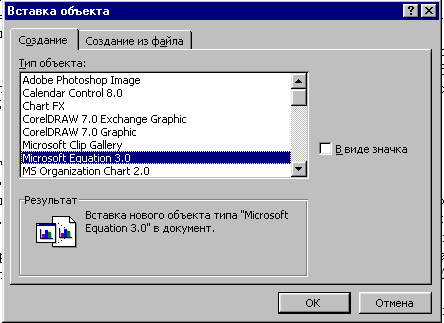 Вставка объекта
Создание
Создание из файла
Тип объекта:
Adobe Photoshop Image
Calendar Control 8.0
Chart FX
CorelDRAW 7.0 Exchange Graphic
CorelDRAW 7.0 Graphic
Microsoft Clip Gallery
Microsoft Equation 3.0
MS Organization Chart 2.0
В виде значка
Результат
Вставка нового объекта типа "Microsoft
Equation 3.0" в документ.
OK
Отмена